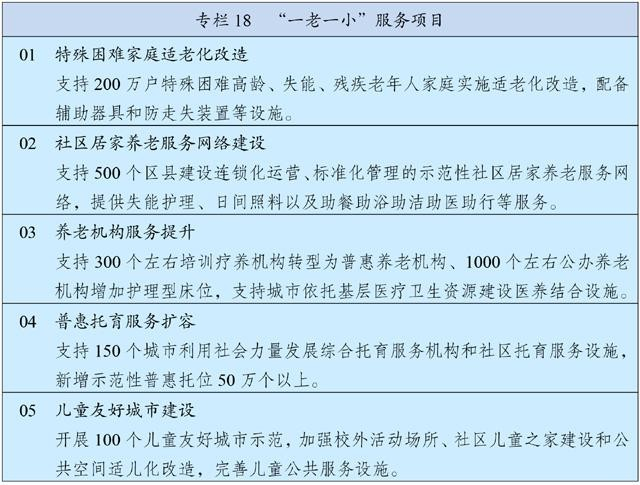 专栏 18 “一老一小”服务项目
01 特殊困难家庭适老化改造
支持 200 万户特殊困难高龄、失能、残疾老年人家庭实施适老化改造，配备
辅助器具和防走失装置等设施。
02 社区居家养老服务网络建设
支持 500 个区县建设连锁化运营、标准化管理的示范性社区居家养老服务网
络，提供失能护理、日间照料以及助餐助浴助洁助医助行等服务。
03 养老机构服务提升
支持 300 个左右培训疗养机构转型为普惠养老机构、1000 个左右公办养老
机构增加护理型床位，支持城市依托基层医疗卫生资源建设医养结合设施。
04 普惠托育服务扩容
支持 150 个城市利用社会力量发展综合托育服务机构和社区托育服务设施，
新增示范性普惠托位 50 万个以上。
05 儿童友好城市建设
开展 100 个儿童友好城市示范，加强校外活动场所、社区儿童之家建设和公
共空间适儿化改造，完善儿童公共服务设施。